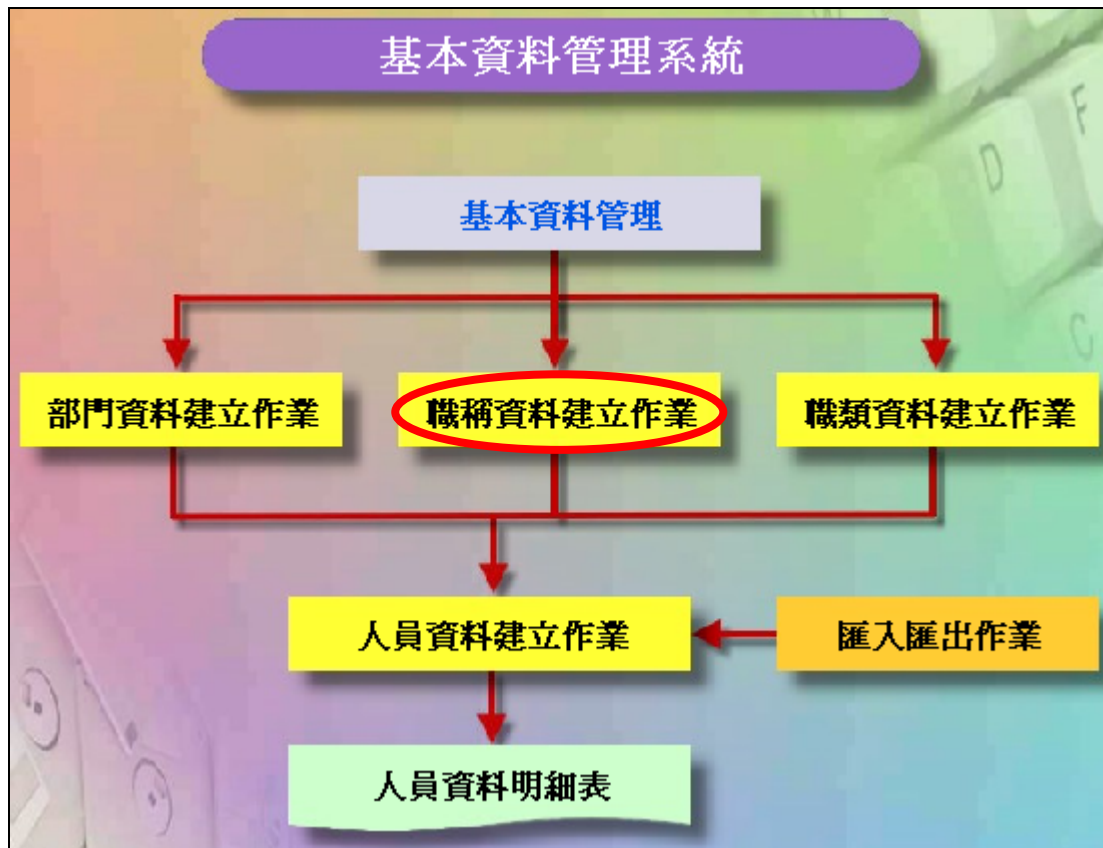 基本資料管理系統
F
D
基本資料管理
C
部門資料建立作業
職稱資料建立作業
職類資料建立作業
人員資料建立作業
匯入匯出作業
人員資料明細表